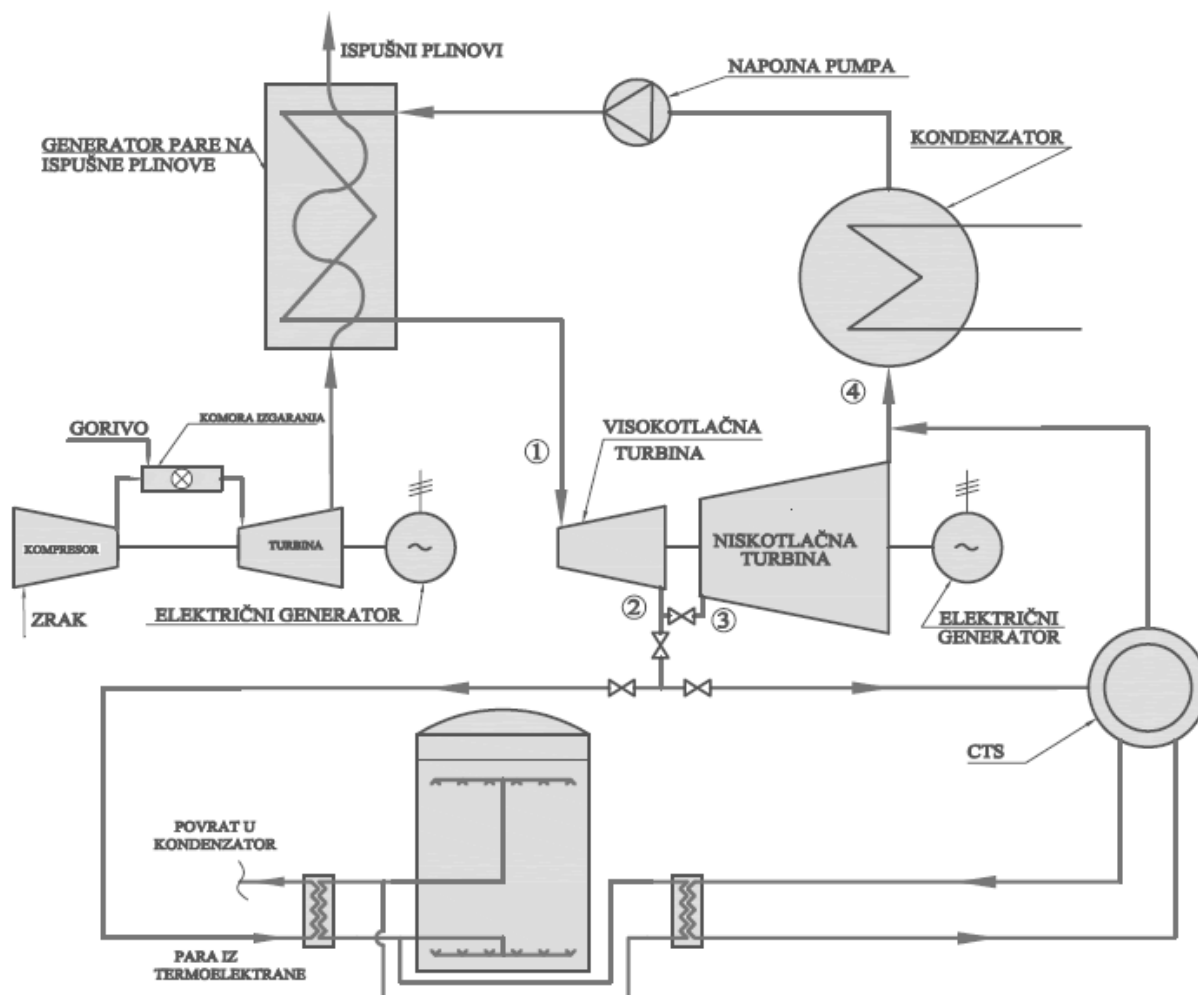 ISPUŠNI PLINOVI
NAPOJNA PUMPA
GENERATOR PARE NA
ISPUŠNE PLINOVE
KONDENZATOR
④
KOMORA IZGARANJA
GORIVO
①
VISOKOTLAČNA
TURBINA
KOMPRESOR
TURBINA
~
NISKOTLAČNA
TURBINA
~
②
③
ZRAK
ELEKTRIČNI GENERATOR
ELEKTRIČNI
GENERATOR
CTS
POVRAT U
KONDENZATOR
PARA IZ
TERMOELEKTRANE